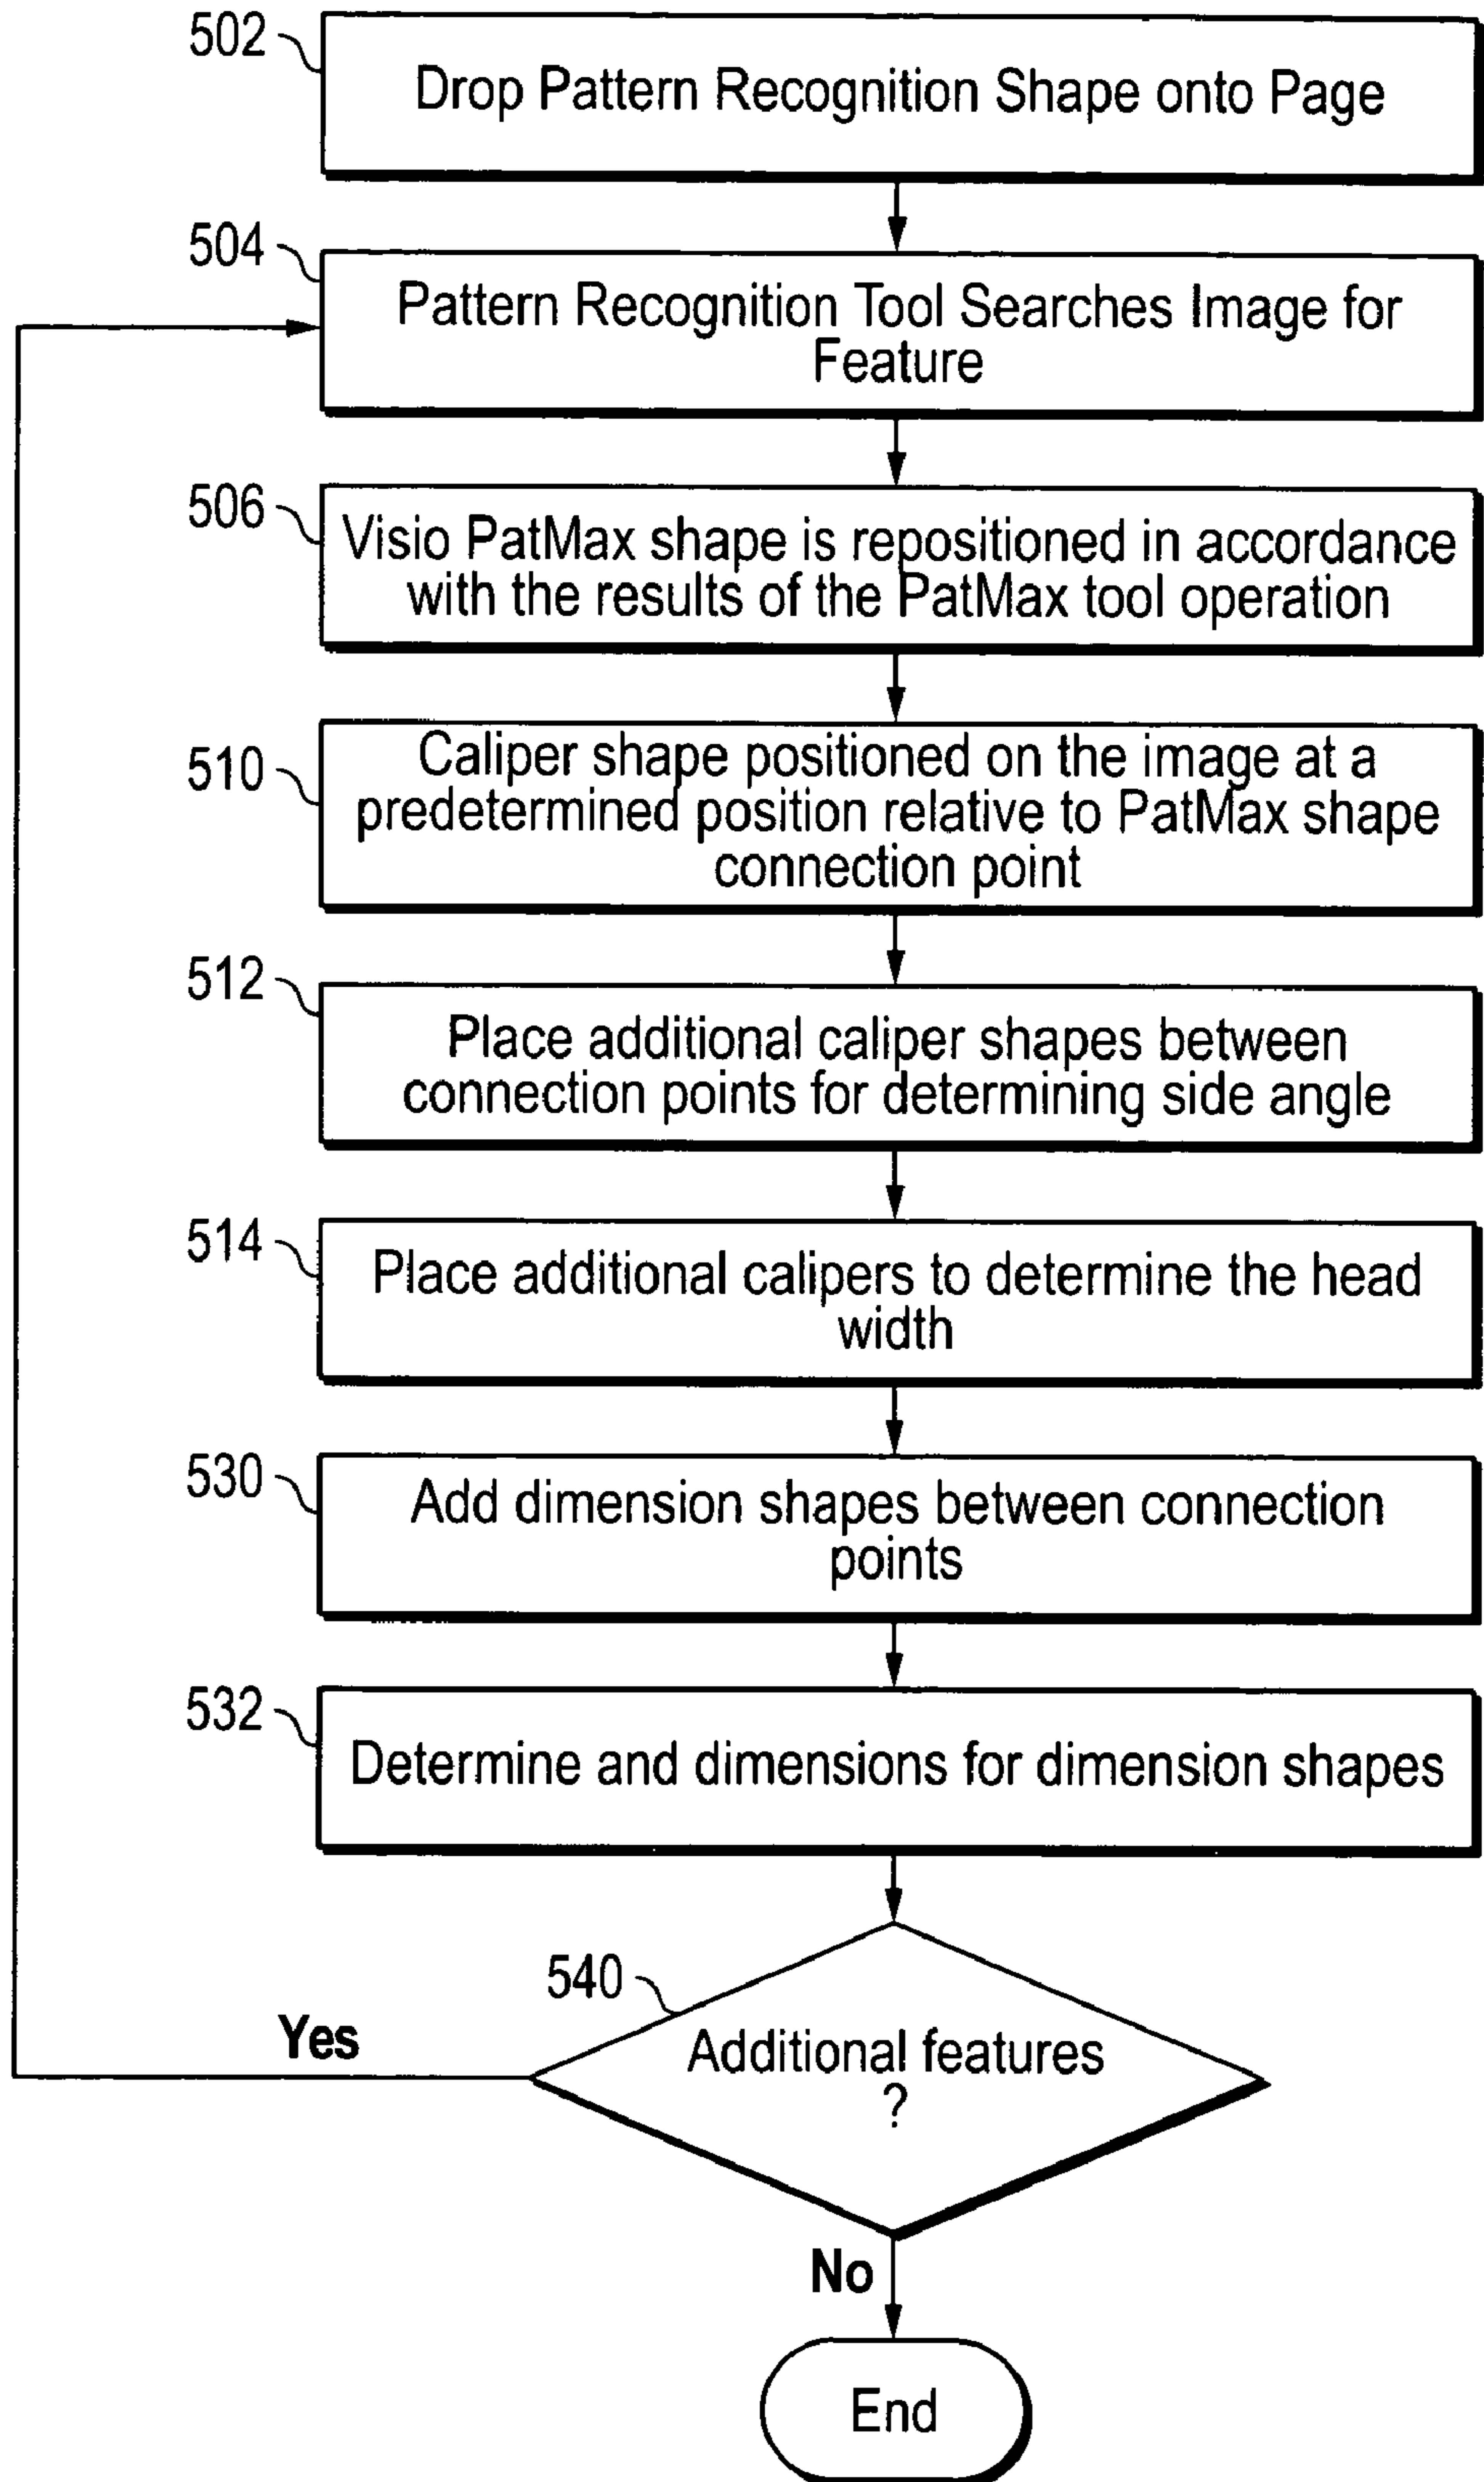 502
Drop Pattern Recognition Shape onto Page
504
Pattern Recognition Tool Searches Image for
Feature
506
Visio PatMax shape is repositioned in accordance
with the results of the PatMax tool operation
510
Caliper shape positioned on the image at a
predetermined position relative to PatMax shape
connection point
512
Place additional caliper shapes between
connection points for determining side angle
514
Place additional calipers to determine the head
width
530
Add dimension shapes between connection
points
532
Determine and dimensions for dimension shapes
540
Additional features
?
Yes
No
End